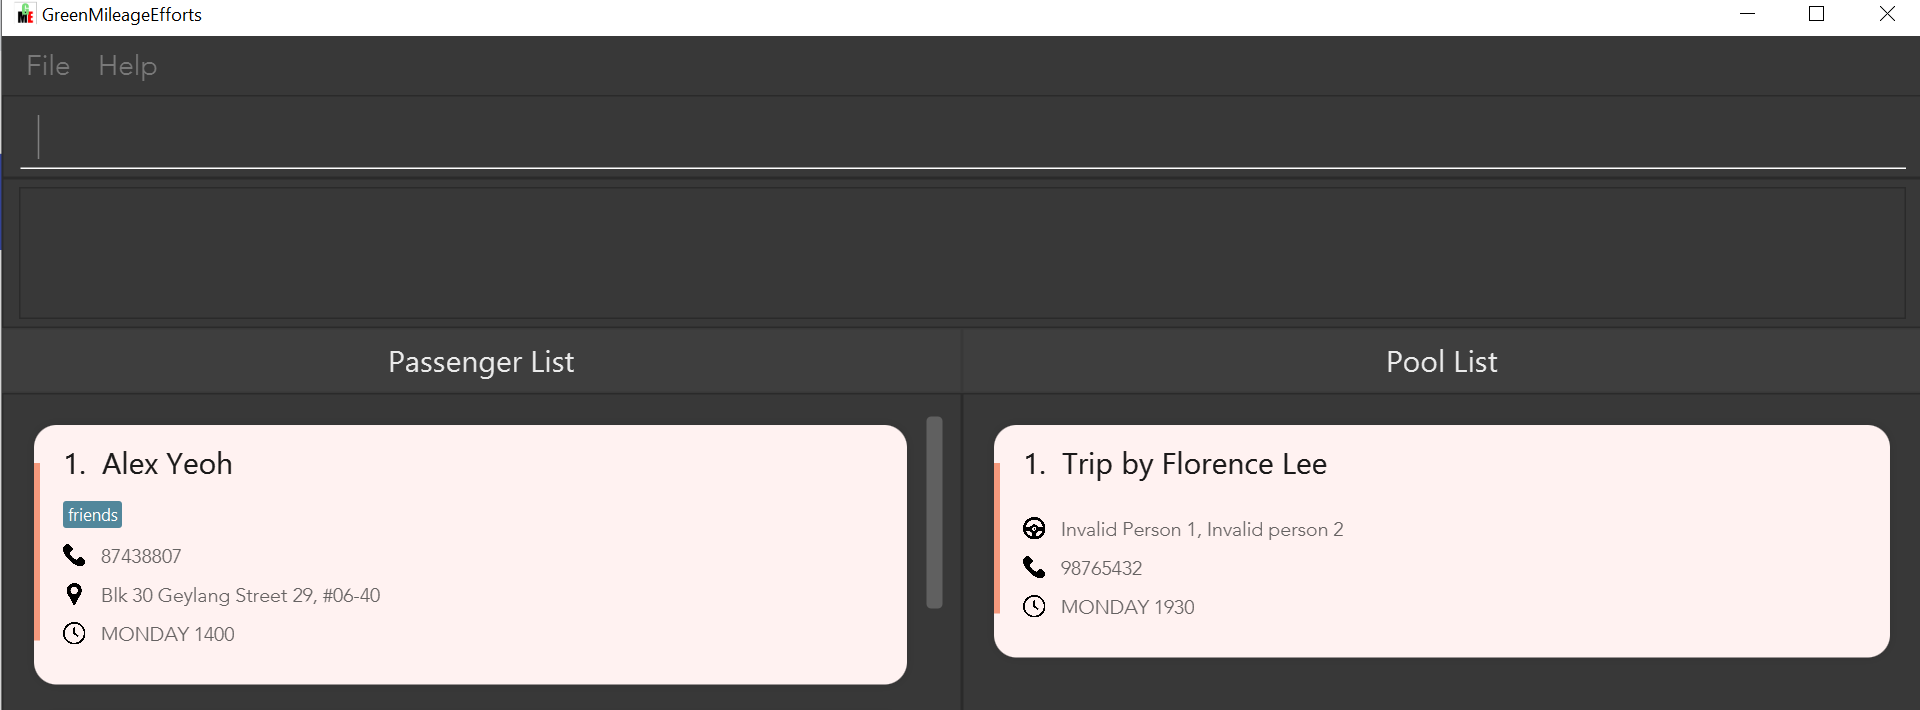 GME GreenMileageEfforts
File Help
Passenger List
Pool List
1. Alex Yeoh
friends
87438807
Blk 30 Geylang Street 29, #06-40
MONDAY 1400
1. Trip by Florence Lee
Invalid Person 1, Invalid person 2
98765432
MONDAY 1930